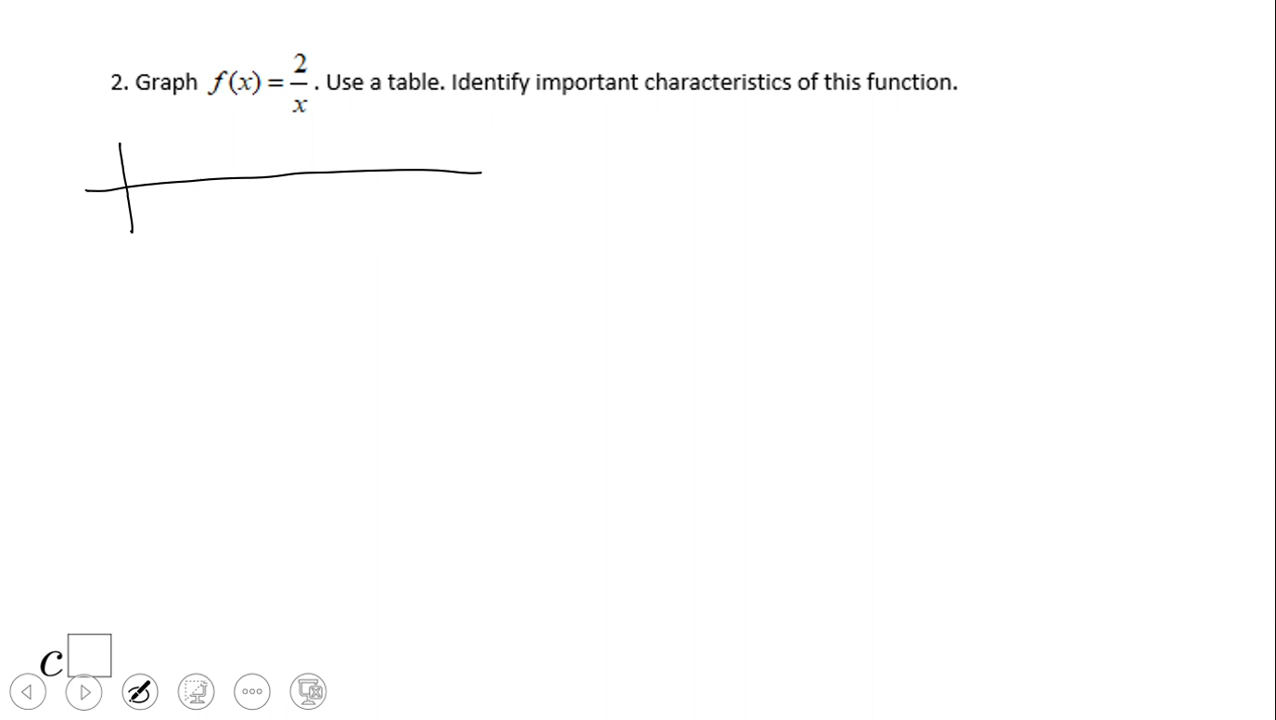 2. Graph f(x) = 2/x. Use a table. Identify important characteristics of this function.
c